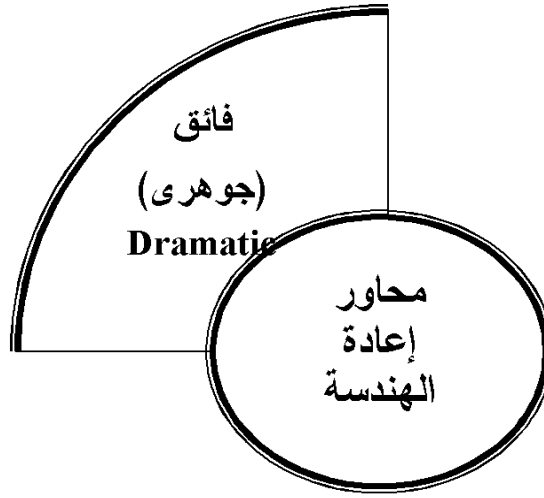 فائق
(جوهرى)
Dramatic
محاور
إعادة
الهندسة